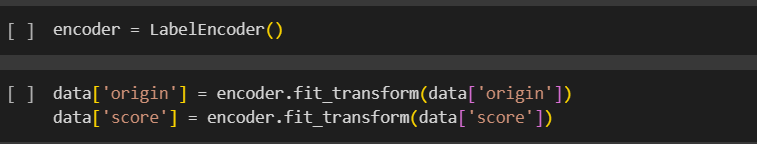 [ ] encoder = LabelEncoder()
[ ] data['origin'] = encoder.fit_transform(data['origin'])
data['score'] = encoder.fit_transform(data['score'])